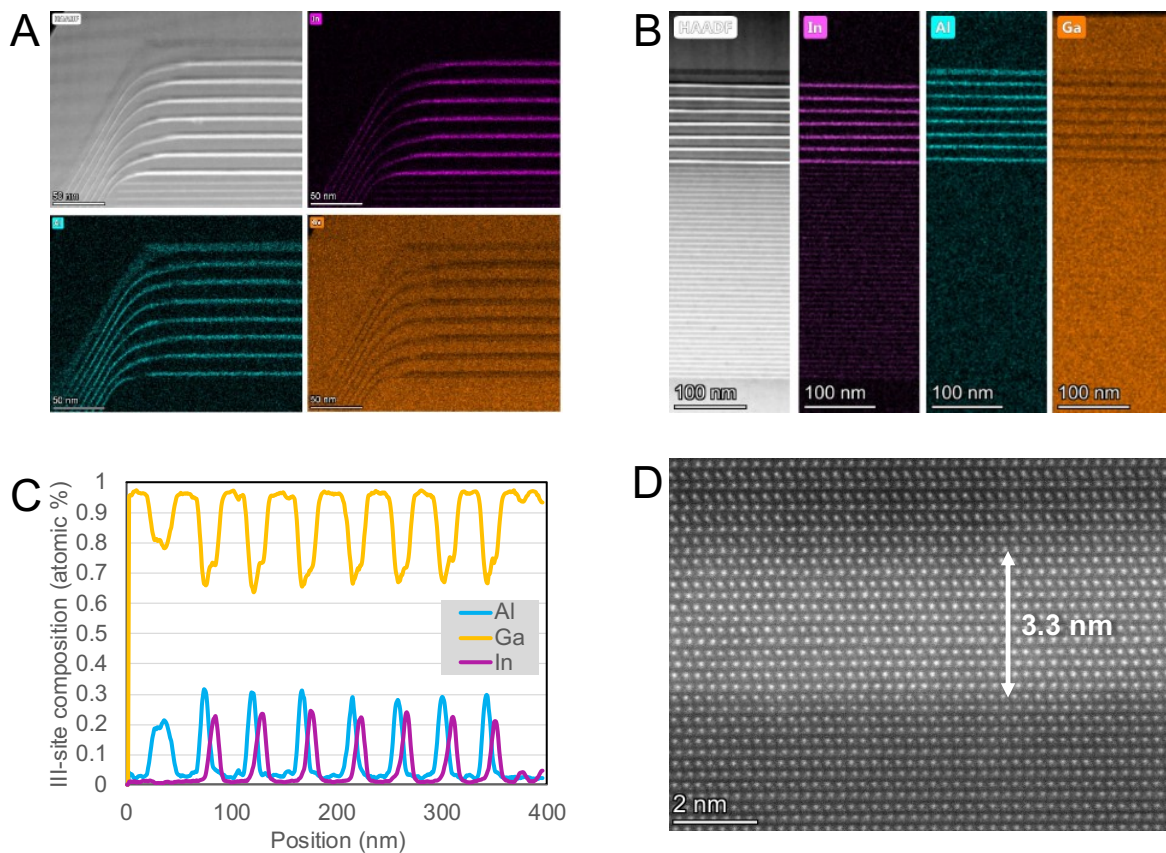 A
HAADF
In
50 nm
50 nm
50 nm
50 nm
B
HAADF
In
Al
Ga
100 nm
100 nm
100 nm
100 nm
C
III-site composition (atomic %)
1
0.9
0.8
0.7
0.6
0.5
0.4
0.3
0.2
0.1
0
Al
Ga
In
0
100
200
300
400
Position (nm)
D
3.3 nm
2 nm